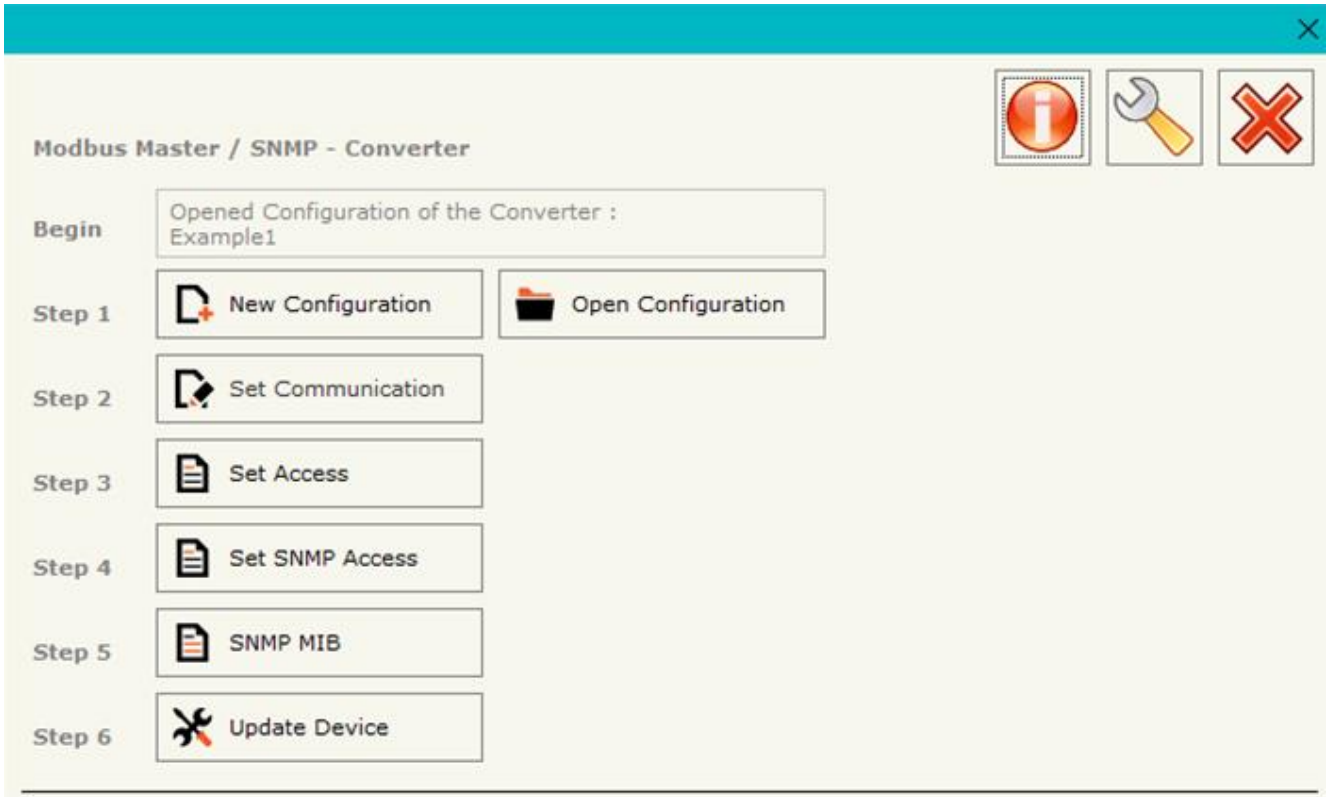 Modbus Master / SNMP - Converter
Begin
Opened Configuration of the Converter :
Example1
Step 1
New Configuration
Open Configuration
Step 2
Set Communication
Step 3
Set Access
Step 4
Set SNMP Access
Step 5
SNMP MIB
Step 6
Update Device